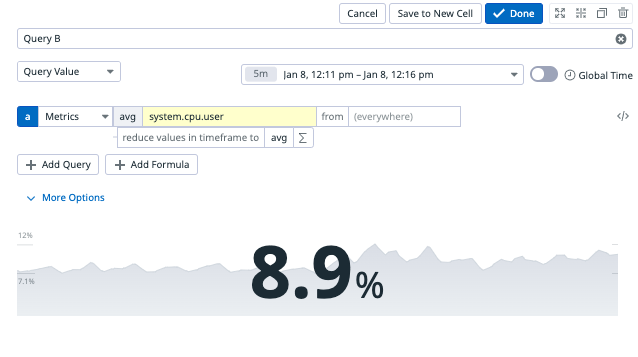 Cancel Save to New Cell Done
Query B
Query Value 5m Jan 8, 12:11 pm – Jan 8, 12:16 pm Global Time
a Metrics avg system.cpu.user from (everywhere) </>
reduce values in timeframe to avg Σ
+ Add Query + Add Formula
More Options
12%
8.9%
7.1%